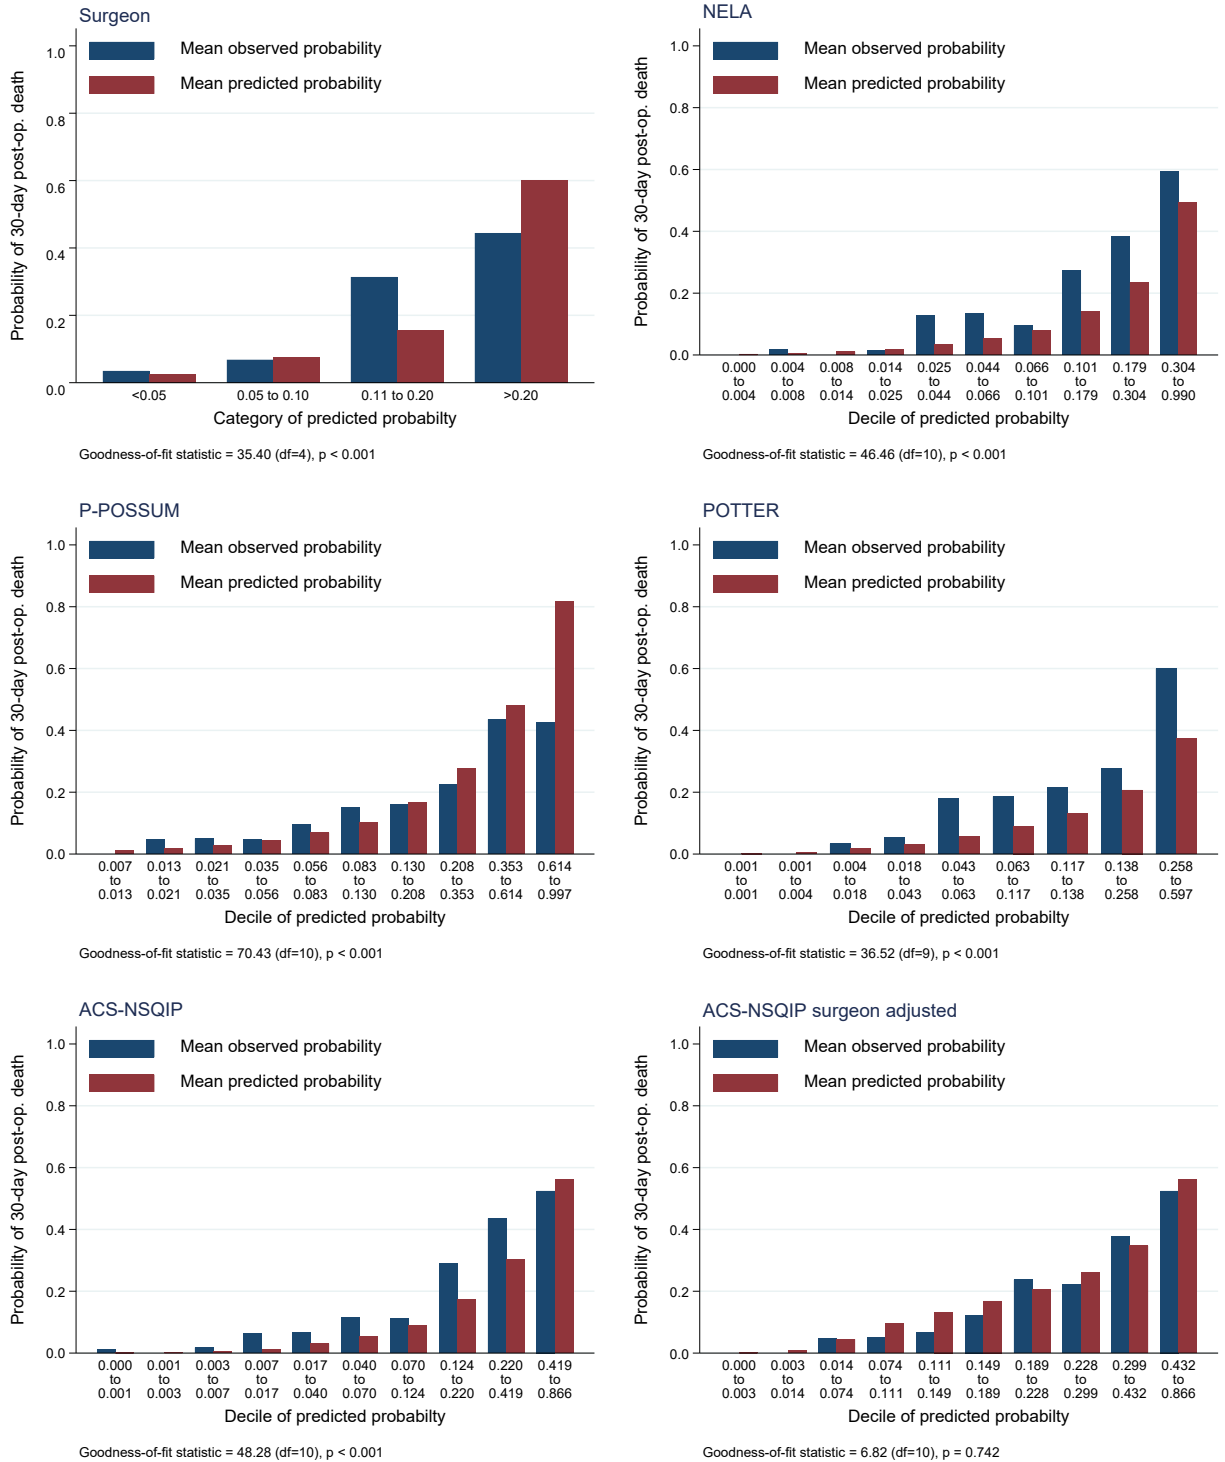 Surgeon
Mean observed probability
Mean predicted probability
Probability of 30-day post-op. death
1.0
0.8
0.6
0.4
0.2
0.0
<0.05 0.05 to 0.10 0.11 to 0.20 >0.20
Category of predicted probabilty
Goodness-of-fit statistic = 35.40 (df=4), p < 0.001
NELA
Mean observed probability
Mean predicted probability
Probability of 30-day post-op. death
1.0
0.8
0.6
0.4
0.2
0.0
0.000 0.004 0.008 0.014 0.025 0.044 0.066 0.101 0.179 0.304
to to to to to to to to to to
0.004 0.008 0.014 0.025 0.044 0.066 0.101 0.179 0.304 0.990
Decile of predicted probabilty
Goodness-of-fit statistic = 46.46 (df=10), p < 0.001
P-POSSUM
Mean observed probability
Mean predicted probability
Probability of 30-day post-op. death
1.0
0.8
0.6
0.4
0.2
0.0
0.007 0.013 0.021 0.035 0.056 0.083 0.130 0.208 0.353 0.614
to to to to to to to to to to
0.013 0.021 0.035 0.056 0.083 0.130 0.208 0.353 0.614 0.997
Decile of predicted probabilty
Goodness-of-fit statistic = 70.43 (df=10), p < 0.001
POTTER
Mean observed probability
Mean predicted probability
Probability of 30-day post-op. death
1.0
0.8
0.6
0.4
0.2
0.0
0.001 0.001 0.004 0.018 0.043 0.063 0.117 0.138 0.258
to to to to to to to to to
0.001 0.004 0.018 0.043 0.063 0.117 0.138 0.258 0.597
Decile of predicted probabilty
Goodness-of-fit statistic = 36.52 (df=9), p < 0.001
ACS-NSQIP
Mean observed probability
Mean predicted probability
Probability of 30-day post-op. death
1.0
0.8
0.6
0.4
0.2
0.0
0.000 0.001 0.003 0.007 0.017 0.040 0.070 0.124 0.220 0.419
to to to to to to to to to to
0.001 0.003 0.007 0.017 0.040 0.070 0.124 0.220 0.419 0.866
Decile of predicted probabilty
Goodness-of-fit statistic = 48.28 (df=10), p < 0.001
ACS-NSQIP surgeon adjusted
Mean observed probability
Mean predicted probability
Probability of 30-day post-op. death
1.0
0.8
0.6
0.4
0.2
0.0
0.000 0.003 0.014 0.074 0.111 0.149 0.189 0.228 0.299 0.432
to to to to to to to to to to
0.003 0.014 0.074 0.111 0.149 0.189 0.228 0.299 0.432 0.866
Decile of predicted probabilty
Goodness-of-fit statistic = 6.82 (df=10), p = 0.742